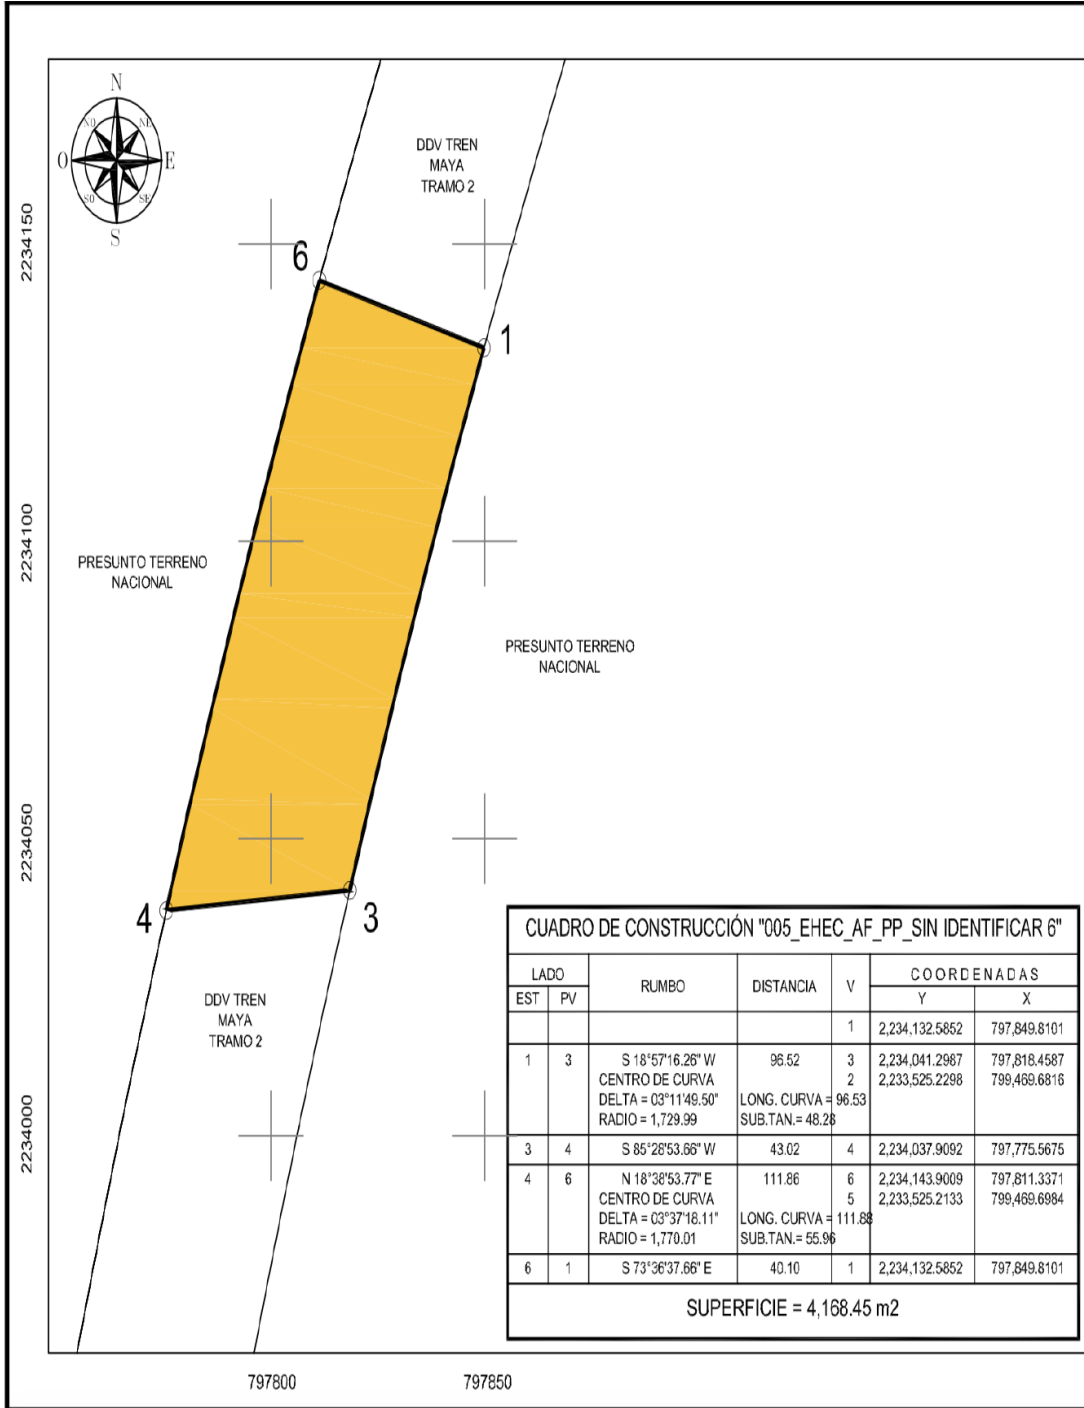 N
NO
NE
O
E
SO
SE
S
DDV TREN
MAYA
TRAMO 2
2234150
6
1
2234100
PRESUNTO TERRENO
NACIONAL
PRESUNTO TERRENO
NACIONAL
2234050
4
3
DDV TREN
MAYA
TRAMO 2
2234000
797800
797850
CUADRO DE CONSTRUCCIÓN "005_EHEC_AF_PP_SIN IDENTIFICAR 6"
LADO RUMBO DISTANCIA V COORDENADAS
EST PV Y X
1 2,234,132.5852 797,849.8101
1 3 S 18°57'16.26" W 96.52 3 2,234,041.2987 797,818.4587
CENTRO DE CURVA 2 2,233,525.2298 799,469.6816
DELTA = 03°11'49.50" LONG. CURVA = 96.53
RADIO = 1,729.99 SUB.TAN.= 48.28
3 4 S 85°28'53.66" W 43.02 4 2,234,037.9092 797,775.5675
4 6 N 18°38'53.77" E 111.86 6 2,234,143.9009 797,811.3371
CENTRO DE CURVA 5 2,233,525.2133 799,469.6984
DELTA = 03°37'18.11" LONG. CURVA = 111.88
RADIO = 1,770.01 SUB.TAN.= 55.96
6 1 S 73°36'37.66" E 40.10 1 2,234,132.5852 797,849.8101
SUPERFICIE = 4,168.45 m2